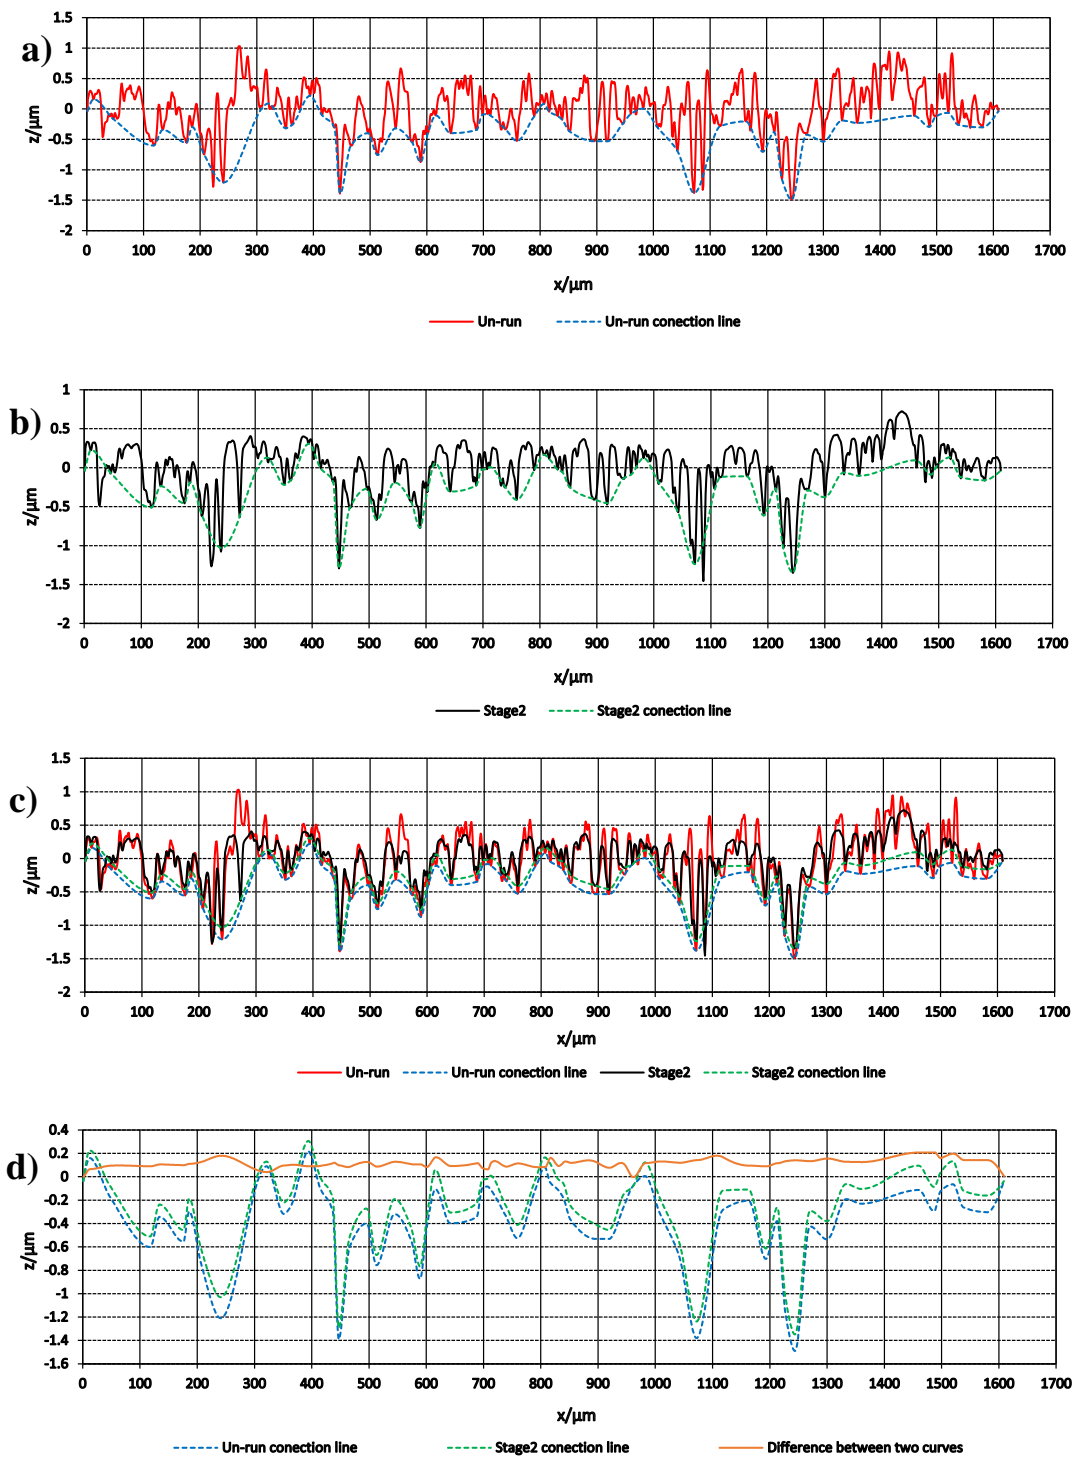 a)
1.5
1
0.5
0
-0.5
-1
-1.5
-2
z/µm
0 100 200 300 400 500 600 700 800 900 1000 1100 1200 1300 1400 1500 1600 1700
x/µm
Un-run Un-run conection line
b)
1
0.5
0
-0.5
-1
-1.5
-2
z/µm
0 100 200 300 400 500 600 700 800 900 1000 1100 1200 1300 1400 1500 1600 1700
x/µm
Stage2 Stage2 conection line
c)
1.5
1
0.5
0
-0.5
-1
-1.5
-2
z/µm
0 100 200 300 400 500 600 700 800 900 1000 1100 1200 1300 1400 1500 1600 1700
x/µm
Un-run Un-run conection line Stage2 Stage2 conection line
d)
0.4
0.2
0
-0.2
-0.4
-0.6
-0.8
-1
-1.2
-1.4
-1.6
z/µm
0 100 200 300 400 500 600 700 800 900 1000 1100 1200 1300 1400 1500 1600 1700
x/µm
Un-run conection line Stage2 conection line Difference between two curves